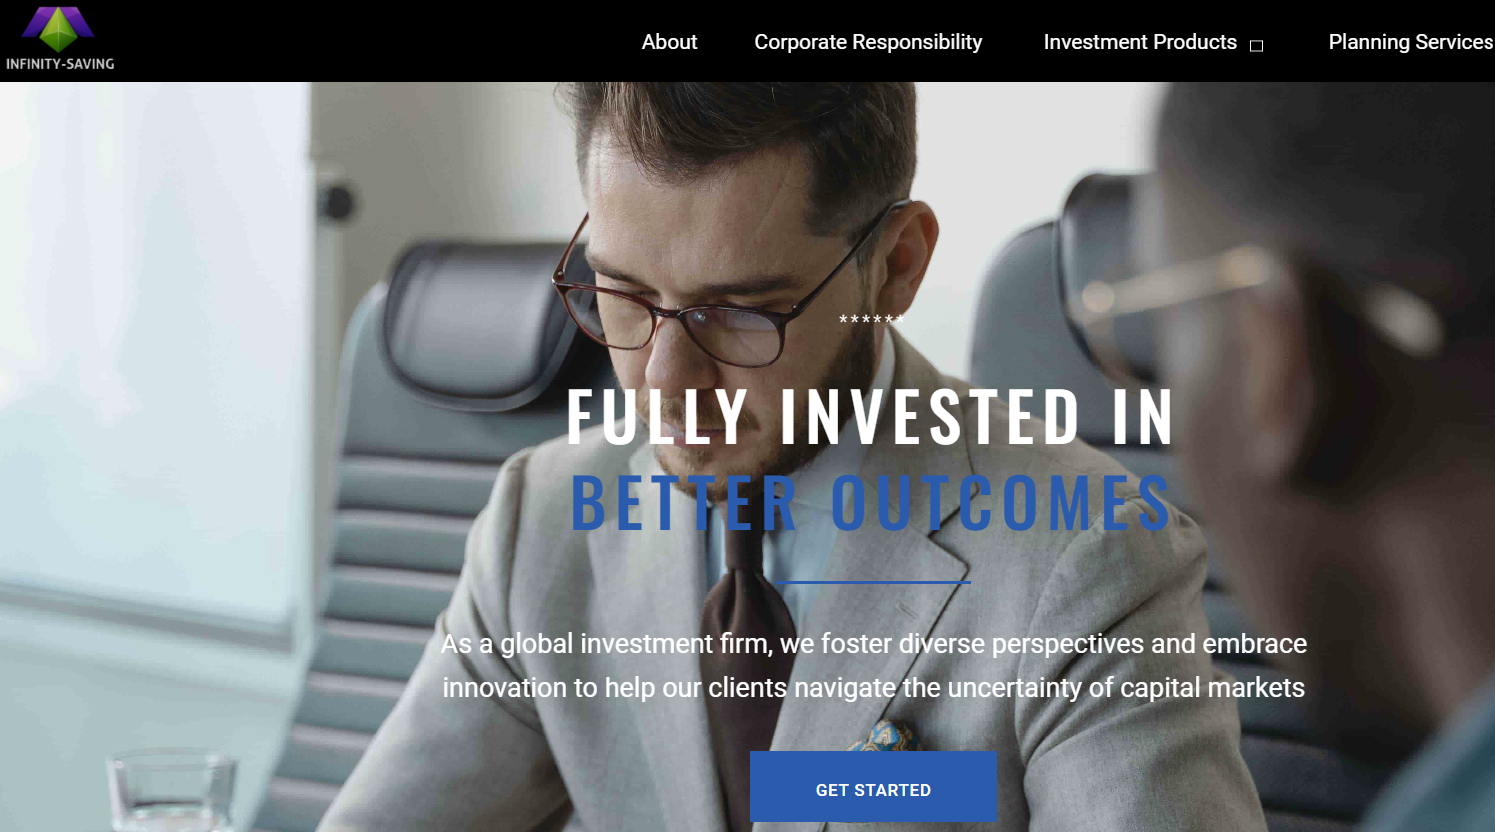 INFINITY-SAVING
About Corporate Responsibility Investment Products Planning Services
******
FULLY INVESTED IN
BETTER OUTCOMES
As a global investment firm, we foster diverse perspectives and embrace
innovation to help our clients navigate the uncertainty of capital markets
GET STARTED